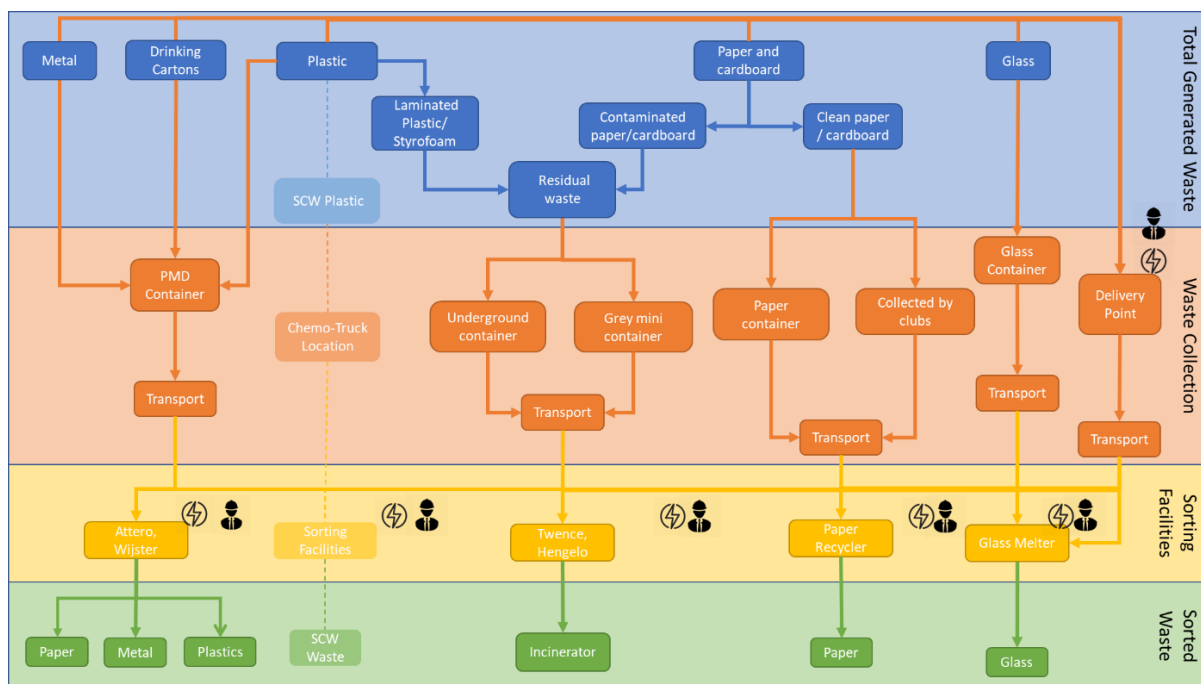 Metal
Drinking
Cartons
Plastic
Paper and
cardboard
Glass
Total Generated Waste
Laminated
Plastic/
Styrofoam
Contaminated
paper/cardboard
Clean paper
/ cardboard
SCW Plastic
Residual
waste
PMD
Container
Chemo-Truck
Location
Underground
container
Grey mini
container
Paper
container
Collected by
clubs
Glass
Container
Delivery
Point
Waste Collection
Transport
Transport
Transport
Transport
Transport
Attero,
Wijster
Sorting
Facilities
Twence,
Hengelo
Paper
Recycler
Glass Melter
Sorting
Facilities
Paper
Metal
Plastics
SCW
Waste
Incinerator
Paper
Glass
Sorted
Waste